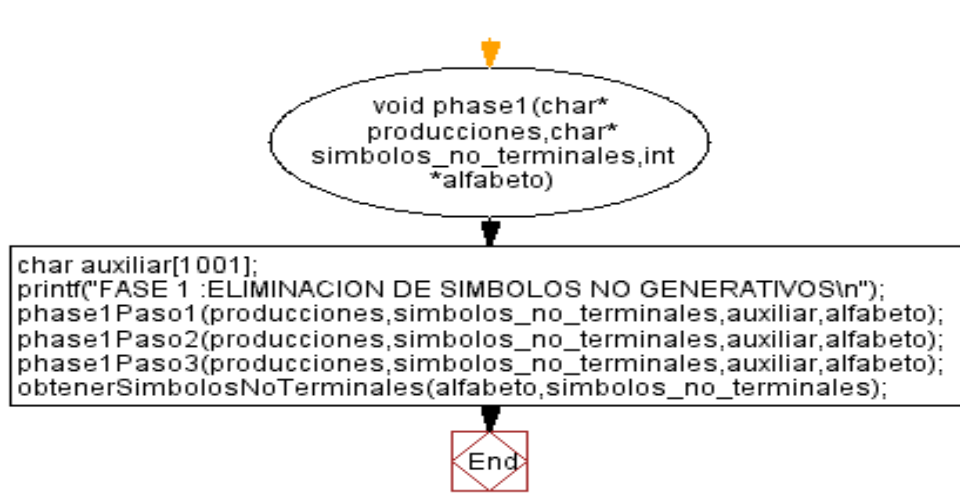 void phase1(char*
producciones,char*
simbolos_no_terminales,int
*alfabeto)
char auxiliar[1001];
printf("FASE 1 :ELIMINACION DE SIMBOLOS NO GENERATIVOS\n");
phase1Paso1(producciones,simbolos_no_terminales,auxiliar,alfabeto);
phase1Paso2(producciones,simbolos_no_terminales,auxiliar,alfabeto);
phase1Paso3(producciones,simbolos_no_terminales,auxiliar,alfabeto);
obtenerSimbolosNoTerminales(alfabeto,simbolos_no_terminales);
End